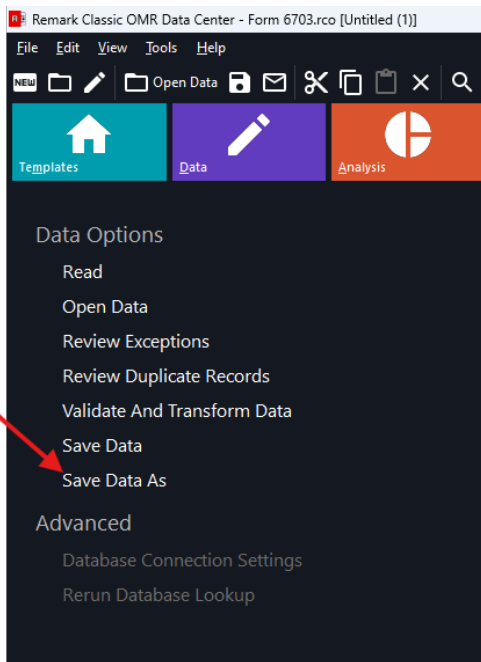 Remark Classic OMR Data Center - Form 6703.rco [Untitled (1)]
File Edit View Tools Help
NEW Open Data
Templates Data Analysis
Data Options
Read
Open Data
Review Exceptions
Review Duplicate Records
Validate And Transform Data
Save Data
Save Data As
Advanced
Database Connection Settings
Rerun Database Lookup